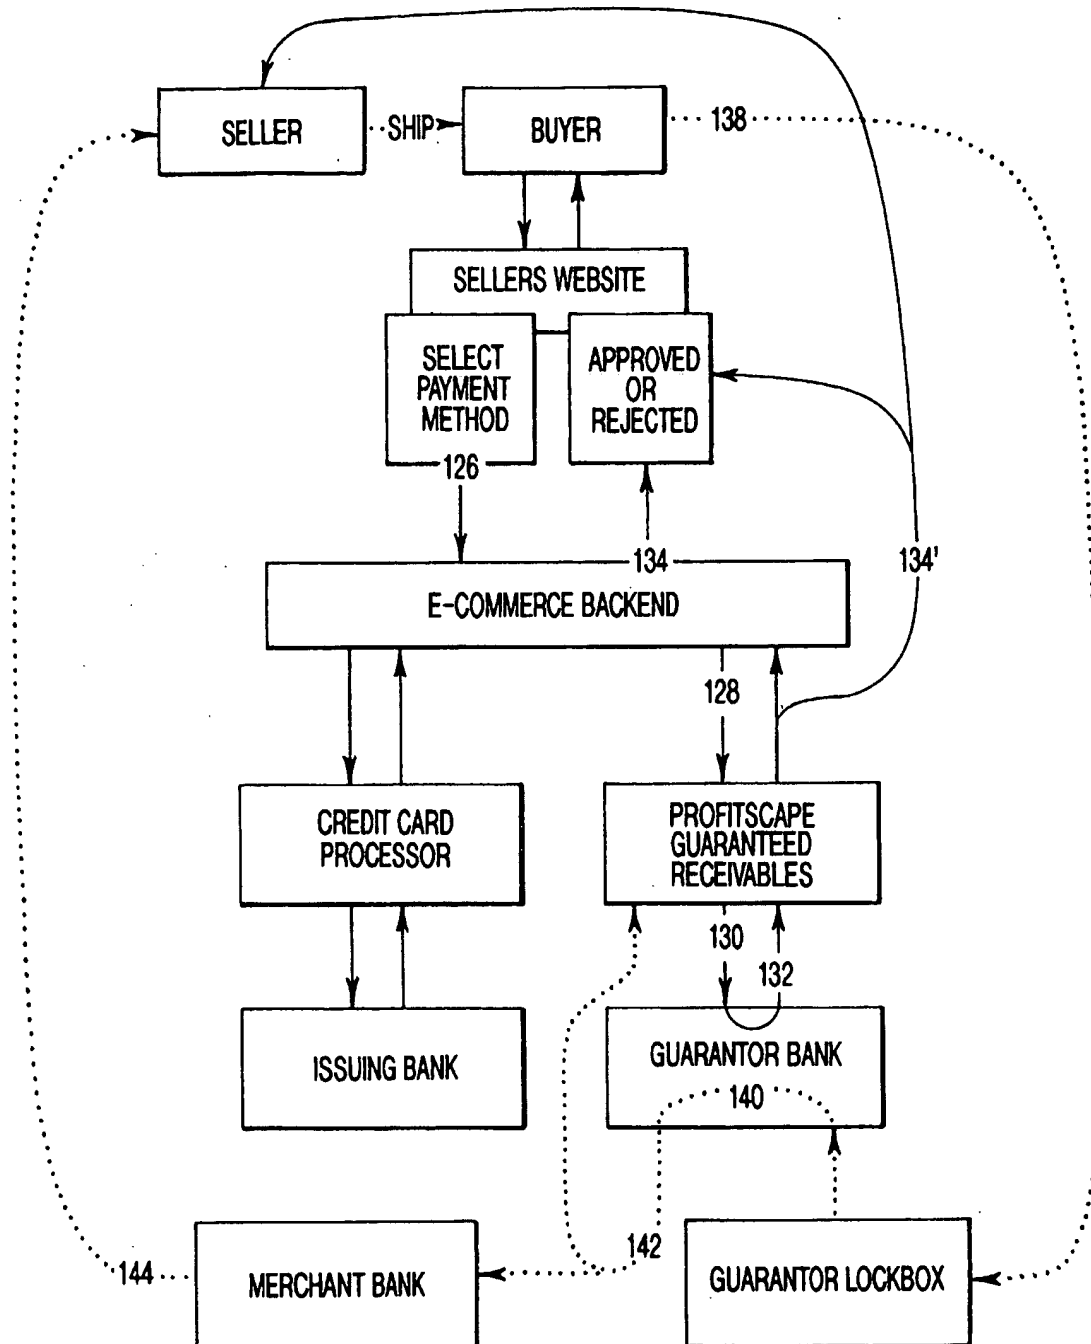 SELLER
SHIP
BUYER
138
SELLERS WEBSITE
SELECT
PAYMENT
METHOD
APPROVED
OR
REJECTED
126
134
134'
E-COMMERCE BACKEND
128
CREDIT CARD
PROCESSOR
PROFITSCAPE
GUARANTEED
RECEIVABLES
130
132
ISSUING BANK
GUARANTOR BANK
140
142
144
MERCHANT BANK
GUARANTOR LOCKBOX